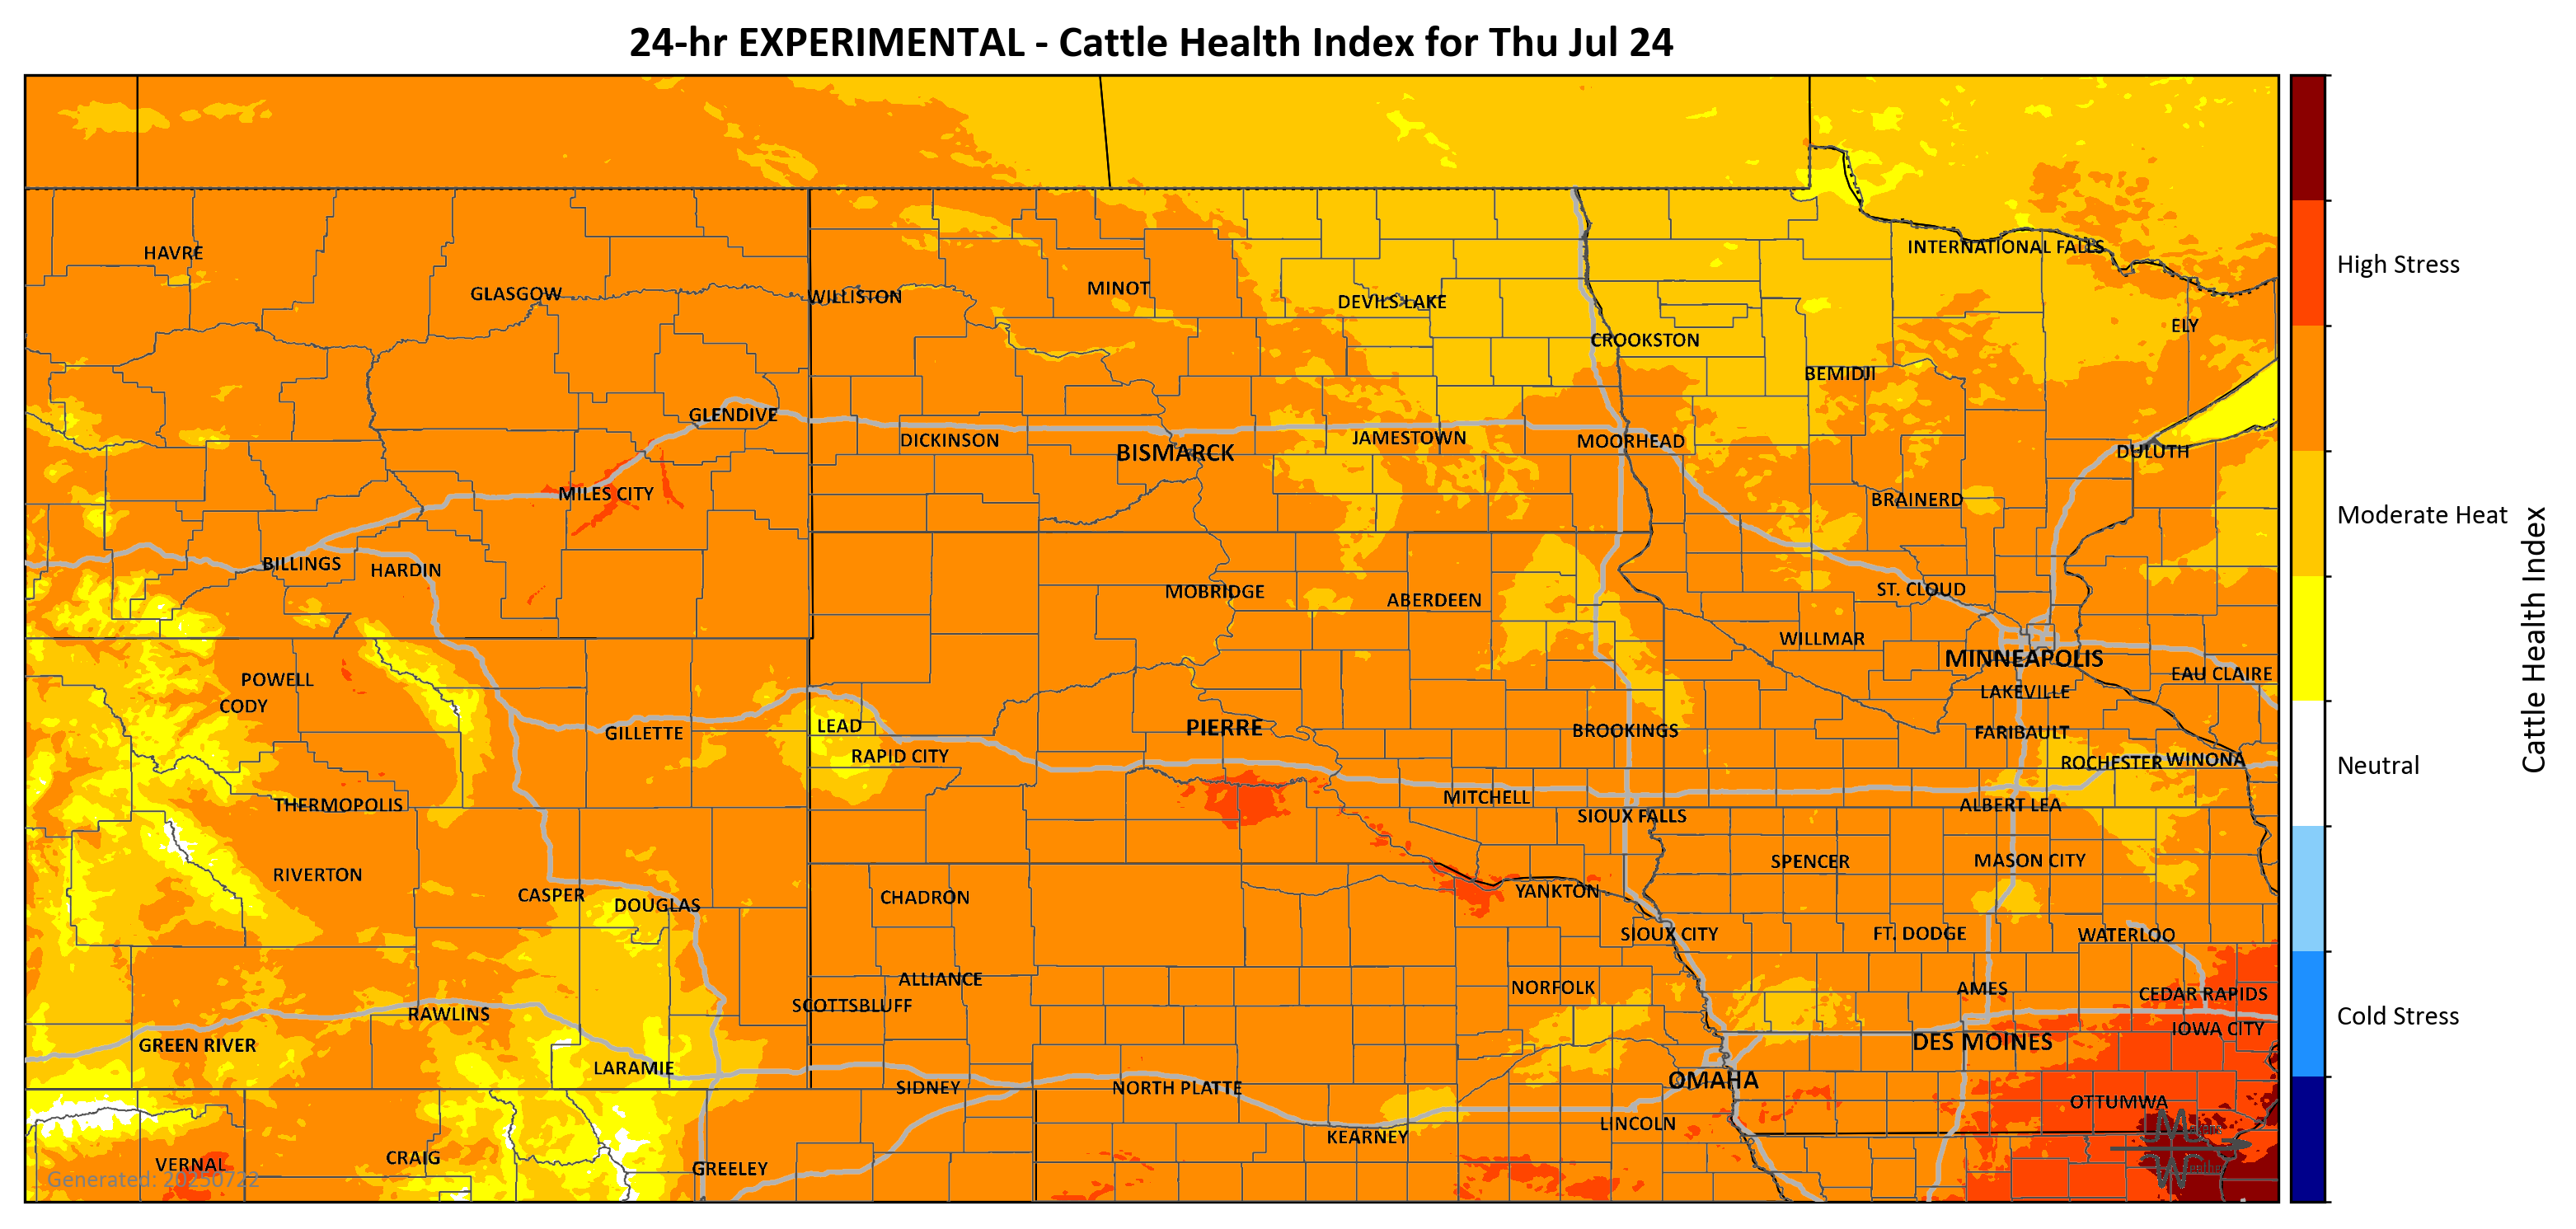 24-hr EXPERIMENTAL - Cattle Health Index for Thu Jul 24
INTERNATIONAL FALLS
HAVRE
GLASGOW
WILLISTON
MINOT
DEVILS LAKE
ELY
CROOKSTON
BEMIDJI
GLENDIVE
DICKINSON
BISMARCK
JAMESTOWN
MOORHEAD
DULUTH
MILES CITY
BRAINERD
BILLINGS
HARDIN
MOBRIDGE
ABERDEEN
ST. CLOUD
WILLMAR
MINNEAPOLIS
EAU CLAIRE
POWELL
CODY
LAKEVILLE
GILLETTE
LEAD
PIERRE
BROOKINGS
FARIBAULT
RAPID CITY
ROCHESTER
WINONA
THERMOPOLIS
MITCHELL
ALBERT LEA
SIOUX FALLS
RIVERTON
SPENCER
MASON CITY
CASPER
DOUGLAS
CHADRON
YANKTON
SIOUX CITY
FT. DODGE
WATERLOO
ALLIANCE
NORFOLK
AMES
CEDAR RAPIDS
SCOTTSBLUFF
RAWLINS
IOWA CITY
GREEN RIVER
DES MOINES
LARAMIE
SIDNEY
NORTH PLATTE
OMAHA
OTTUMWA
KEARNEY
LINCOLN
VERNAL
CRAIG
GREELEY
Generated: 20250722
High Stress
Moderate Heat
Neutral
Cold Stress
Cattle Health Index